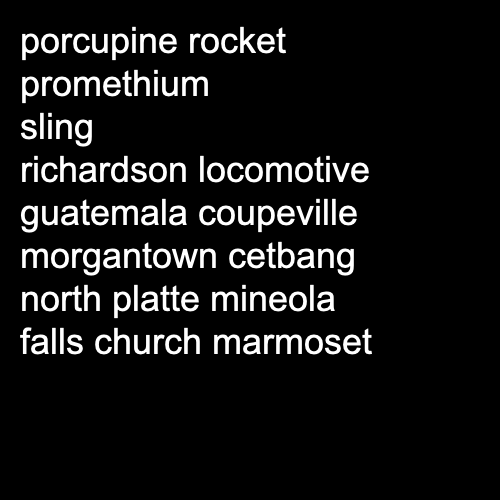 porcupine rocket
promethium
sling
richardson locomotive
guatemala coupeville
morgantown cetbang
north platte mineola
falls church marmoset